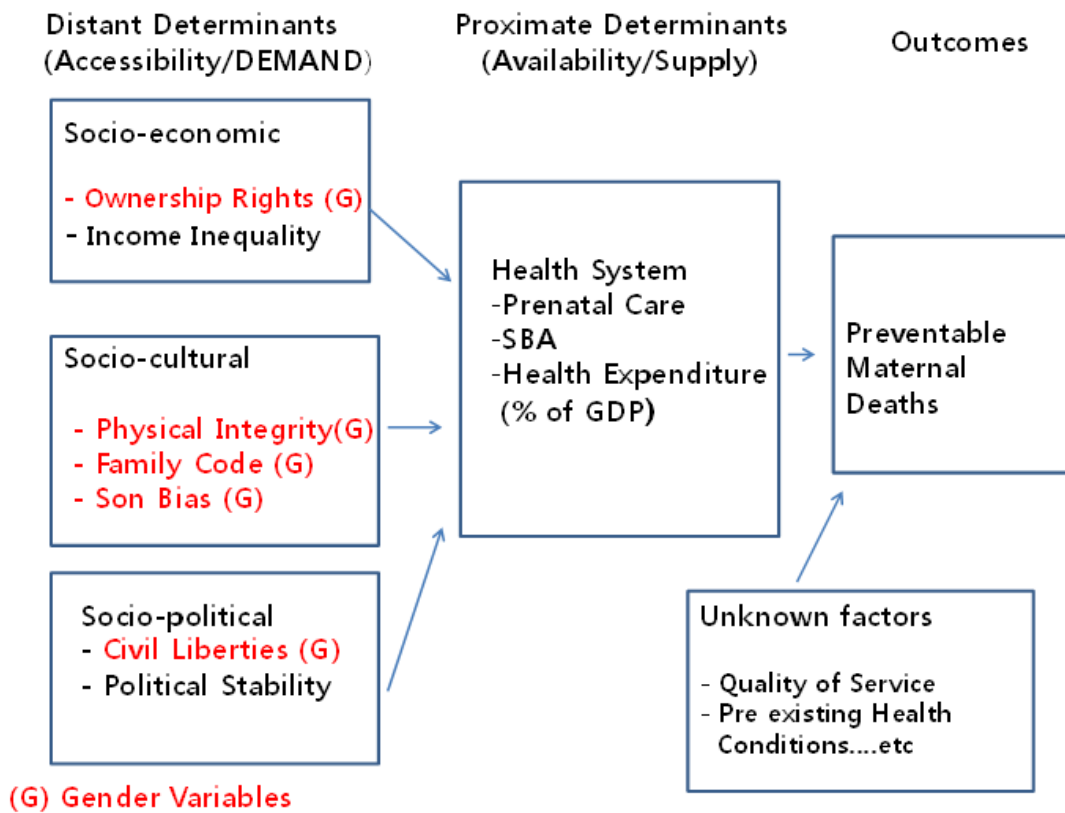 Distant Determinants
(Accessibility/DEMAND)
Proximate Determinants
(Availability/Supply)
Outcomes
Socio-economic
- Ownership Rights (G)
- Income Inequality
Socio-cultural
- Physical Integrity(G)
- Family Code (G)
- Son Bias (G)
Socio-political
- Civil Liberties (G)
- Political Stability
(G) Gender Variables
Health System
-Prenatal Care
-SBA
-Health Expenditure
(% of GDP)
Preventable
Maternal
Deaths
Unknown factors
- Quality of Service
- Pre existing Health
Conditions....etc